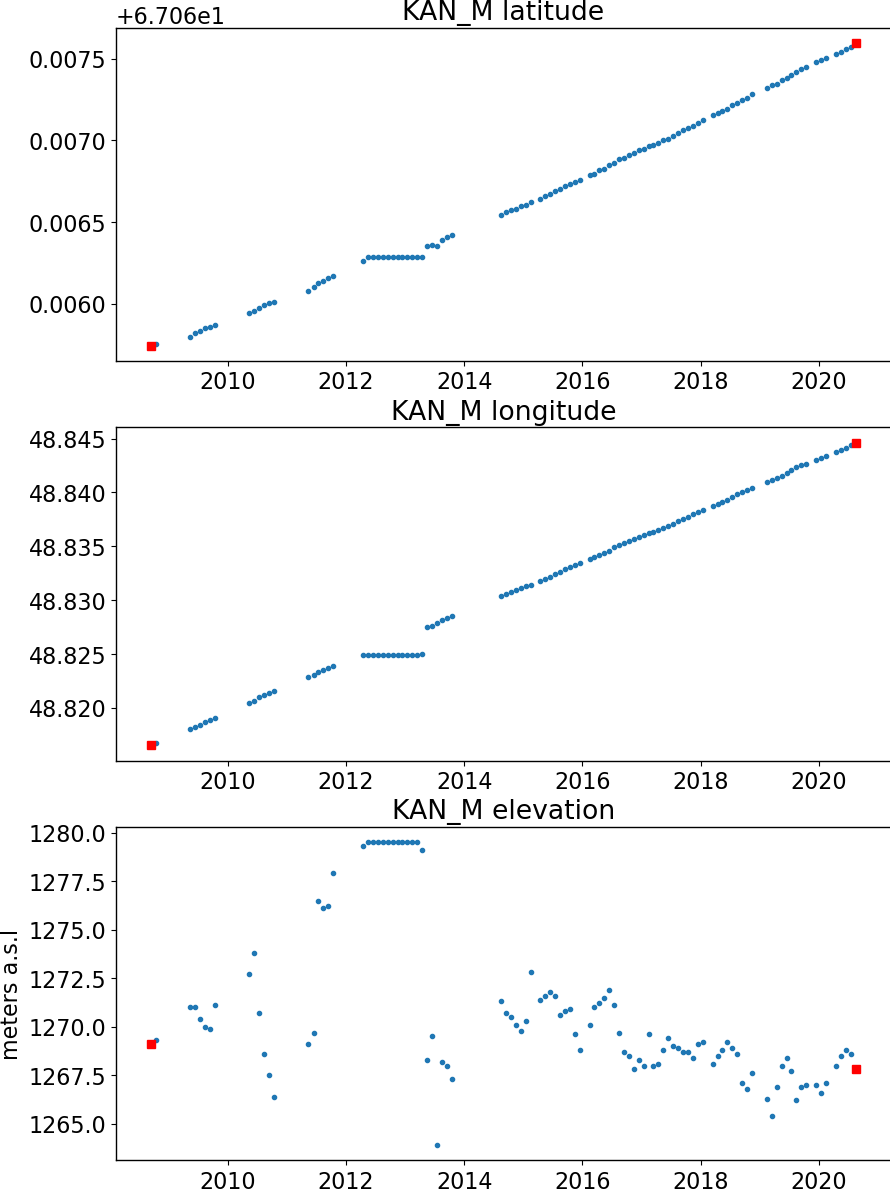 KAN_M latitude
+6.706e1
0.0075
0.0070
0.0065
0.0060
2010 2012 2014 2016 2018 2020
KAN_M longitude
48.845
48.840
48.835
48.830
48.825
48.820
2010 2012 2014 2016 2018 2020
KAN_M elevation
meters a.s.l
1280.0
1277.5
1275.0
1272.5
1270.0
1267.5
1265.0
2010 2012 2014 2016 2018 2020